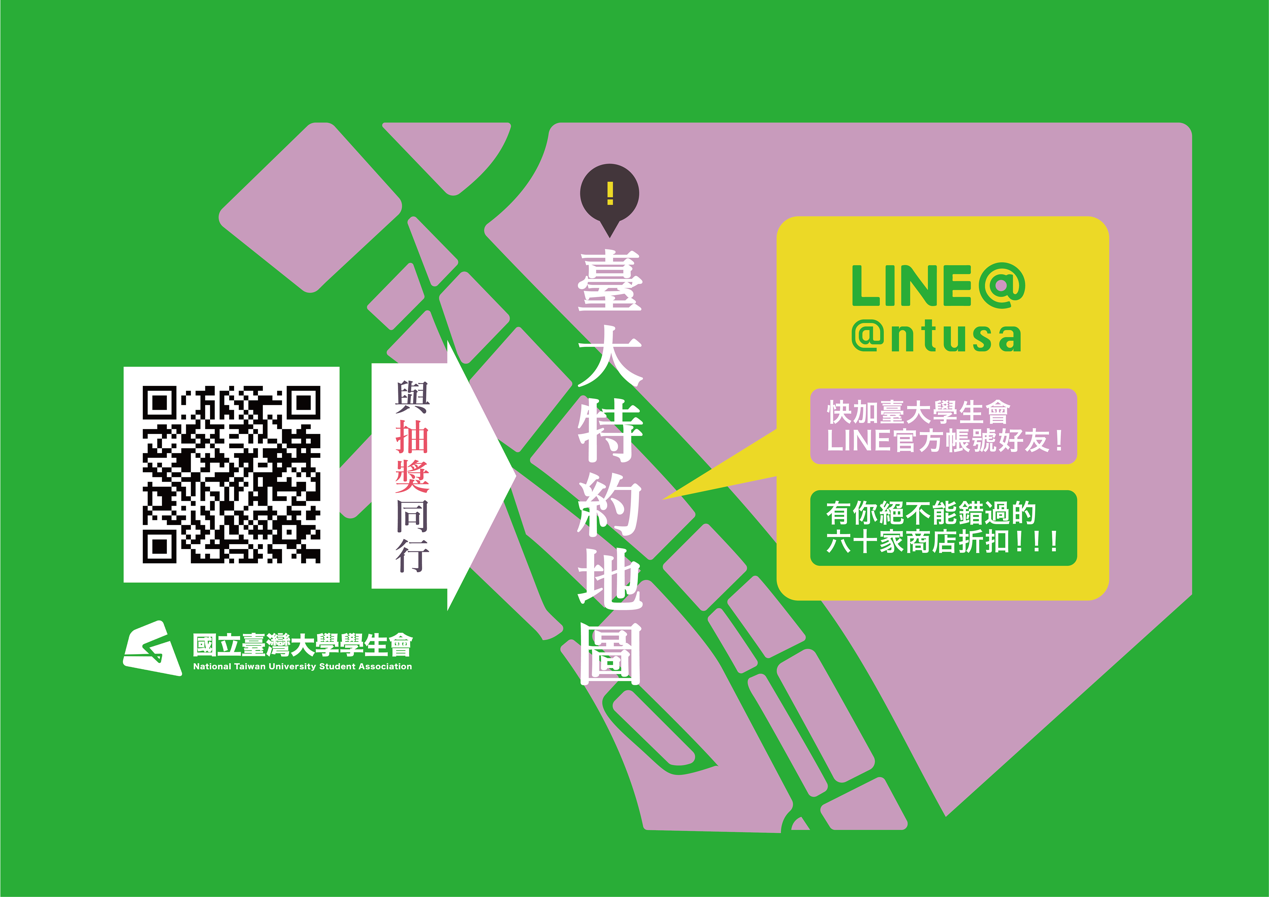 !
臺大特約地圖
與抽獎同行
LINE@
@ntusa
快加臺大學生會
LINE官方帳號好友！
有你絕不能錯過的
六十家商店折扣！！！
國立臺灣大學學生會
National Taiwan University Student Association